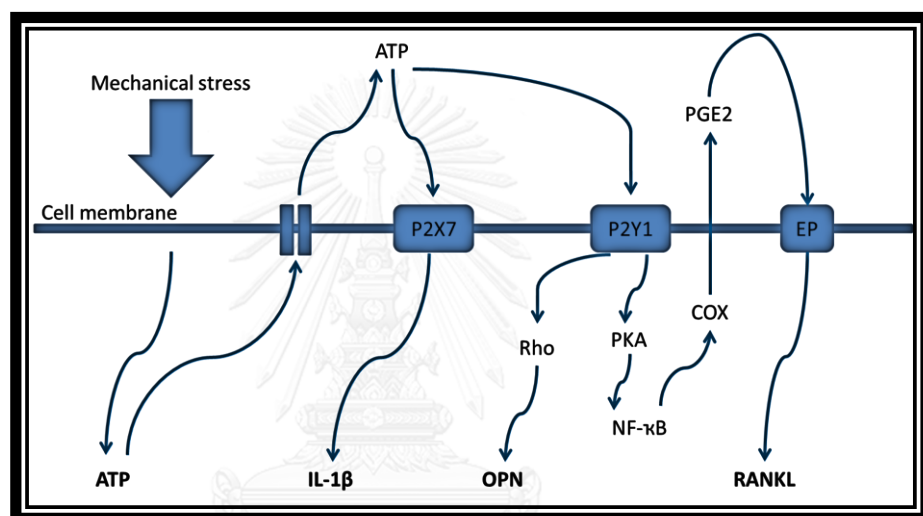 ATP
Mechanical stress
PGE2
Cell membrane
P2X7
P2Y1
EP
COX
Rho
PKA
NF-κB
ATP
IL-1β
OPN
RANKL